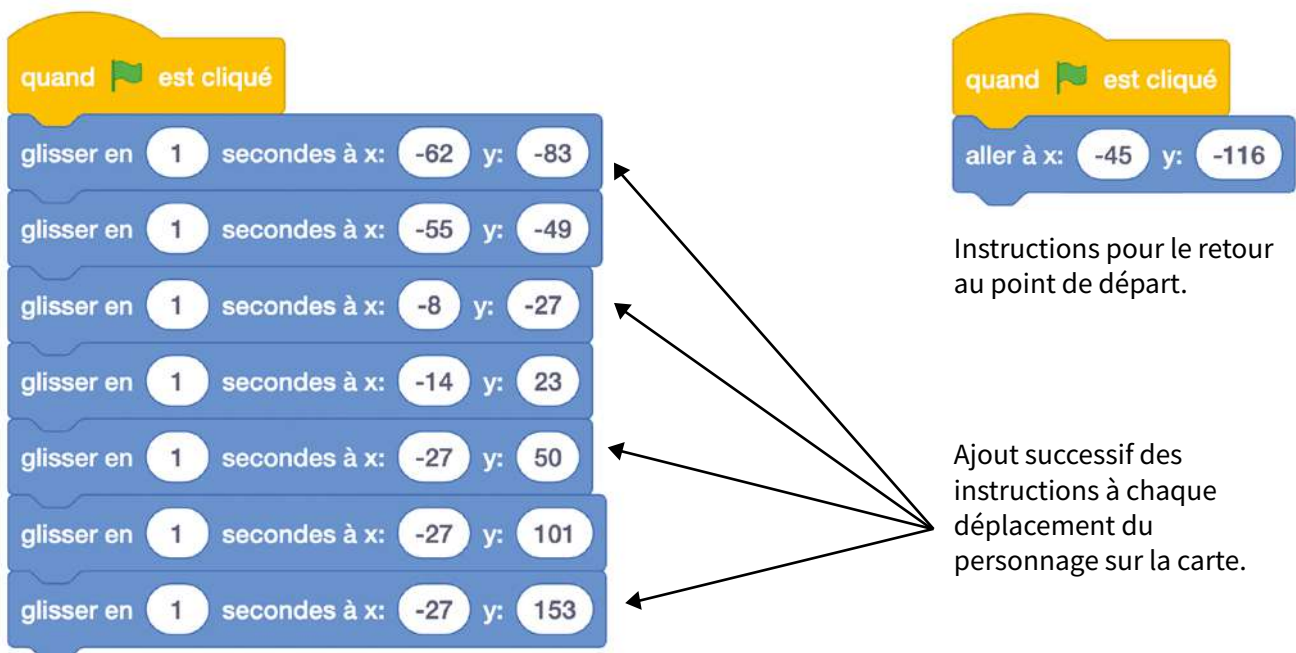 quand est cliqué
glisser en 1 secondes à x: -62 y: -83
glisser en 1 secondes à x: -55 y: -49
glisser en 1 secondes à x: -8 y: -27
glisser en 1 secondes à x: -14 y: 23
glisser en 1 secondes à x: -27 y: 50
glisser en 1 secondes à x: -27 y: 101
glisser en 1 secondes à x: -27 y: 153
quand est cliqué
aller à x: -45 y: -116
Instructions pour le retour
au point de départ.
Ajout successif des
instructions à chaque
déplacement du
personnage sur la carte.